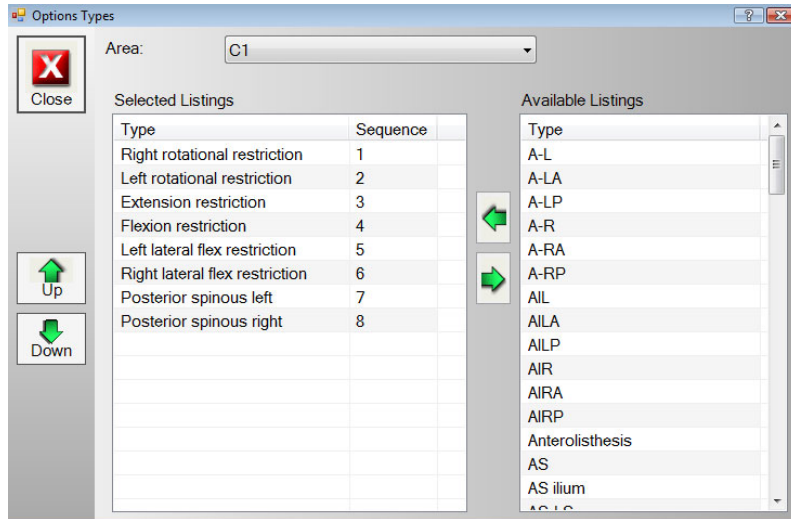 Options Types
Area: C1
Close
Selected Listings
Type Sequence
Right rotational restriction 1
Left rotational restriction 2
Extension restriction 3
Flexion restriction 4
Left lateral flex restriction 5
Right lateral flex restriction 6
Posterior spinous left 7
Posterior spinous right 8
Up
Down
Available Listings
Type
A-L
A-LA
A-LP
A-R
A-RA
A-RP
AIL
AILA
AILP
AIR
AIRA
AIRP
Anterolisthesis
AS
AS ilium